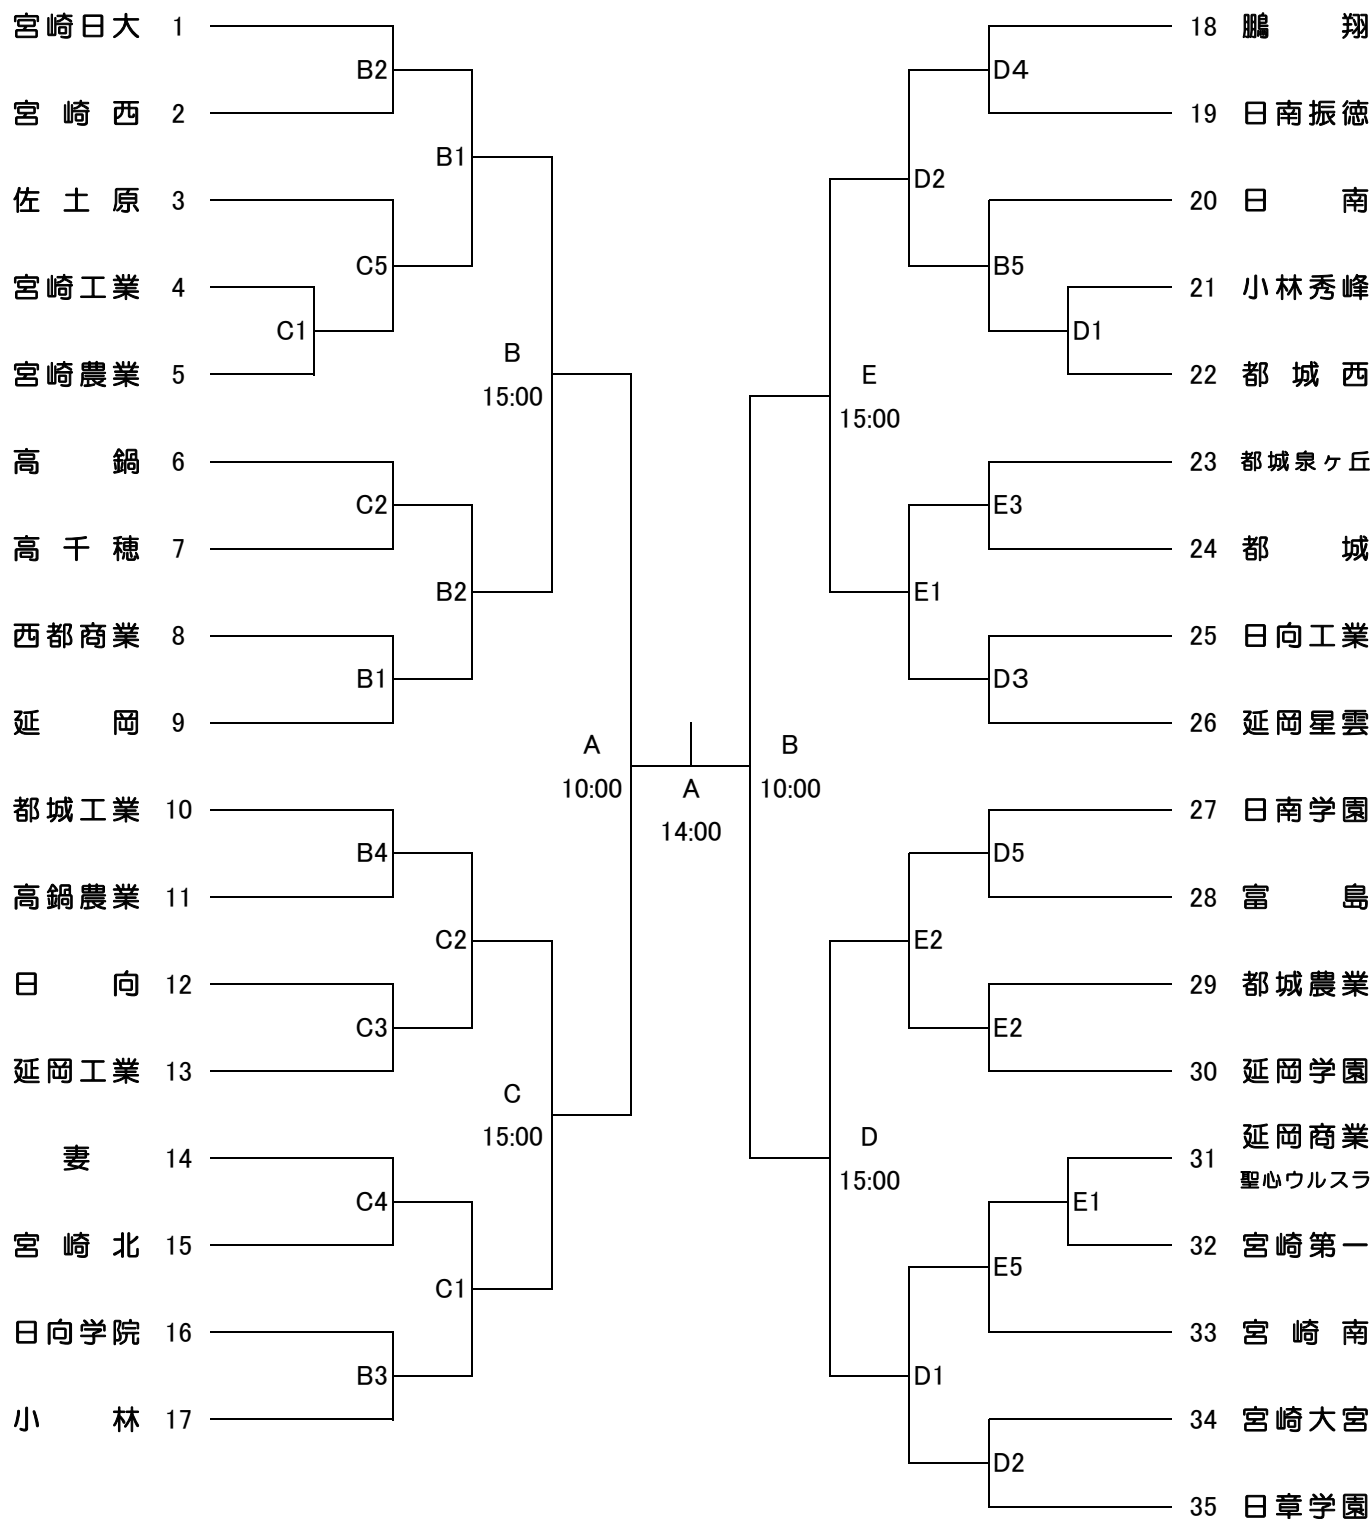 宮崎日大 1
B2
宮崎西 2
B1
佐土原 3
C5
宮崎工業 4
C1
宮崎農業 5
B
15:00
高鍋 6
C2
高千穂 7
B2
西都商業 8
B1
延岡 9
A
10:00
都城工業 10
B4
高鍋農業 11
C2
日向 12
C3
延岡工業 13
C
15:00
妻 14
C4
宮崎北 15
C1
日向学院 16
B3
小林 17
A
14:00
18 鵬翔
D4
19 日南振徳
D2
20 日南
B5
21 小林秀峰
D1
22 都城西
E
15:00
23 都城泉ヶ丘
E3
24 都城
E1
25 日向工業
D3
26 延岡星雲
B
10:00
27 日南学園
D5
28 富島
E2
29 都城農業
E2
30 延岡学園
D
15:00
31 延岡商業
聖心ウルスラ
E1
32 宮崎第一
E5
33 宮崎南
D1
34 宮崎大宮
D2
35 日章学園